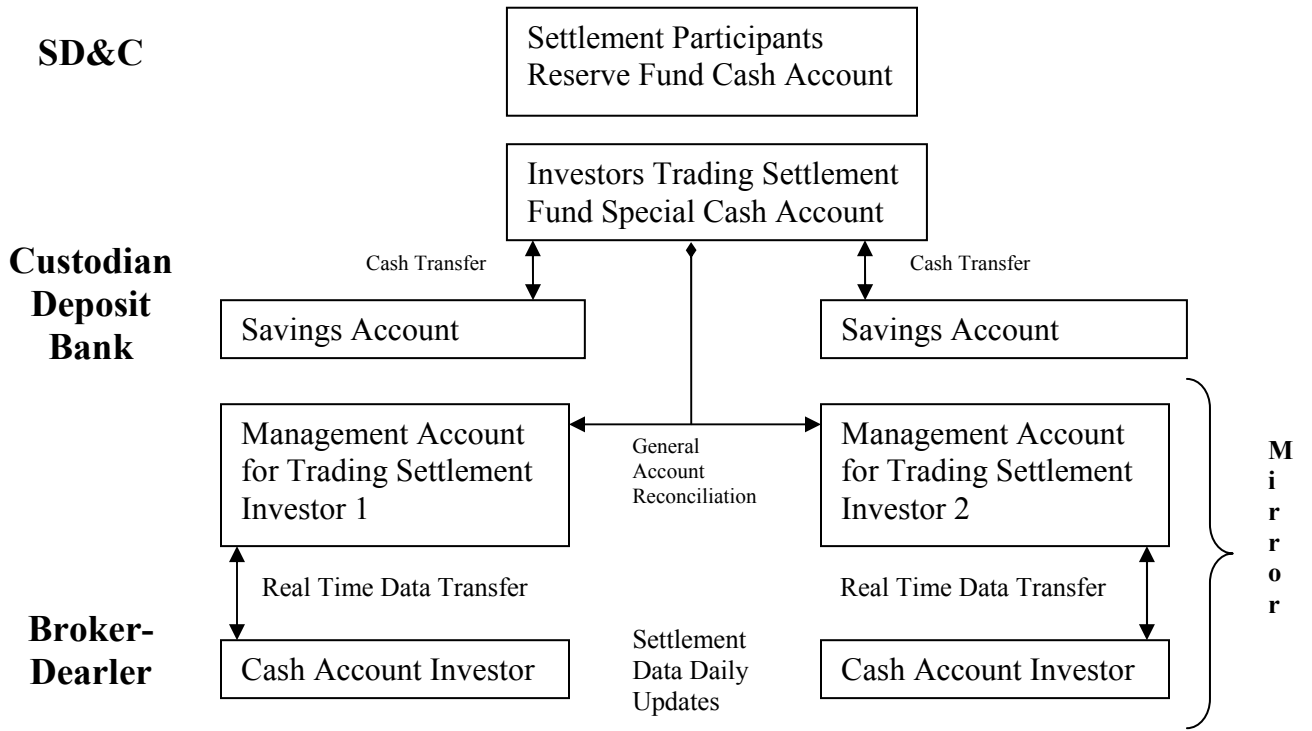 SD&C
Settlement Participants
Reserve Fund Cash Account
Investors Trading Settlement
Fund Special Cash Account
Custodian
Deposit
Bank
Cash Transfer
Cash Transfer
Savings Account
Savings Account
Management Account
for Trading Settlement
Investor 1
General
Account
Reconciliation
Management Account
for Trading Settlement
Investor 2
M
i
r
r
o
r
Real Time Data Transfer
Real Time Data Transfer
Broker-
Dearler
Cash Account Investor
Settlement
Data Daily
Updates
Cash Account Investor